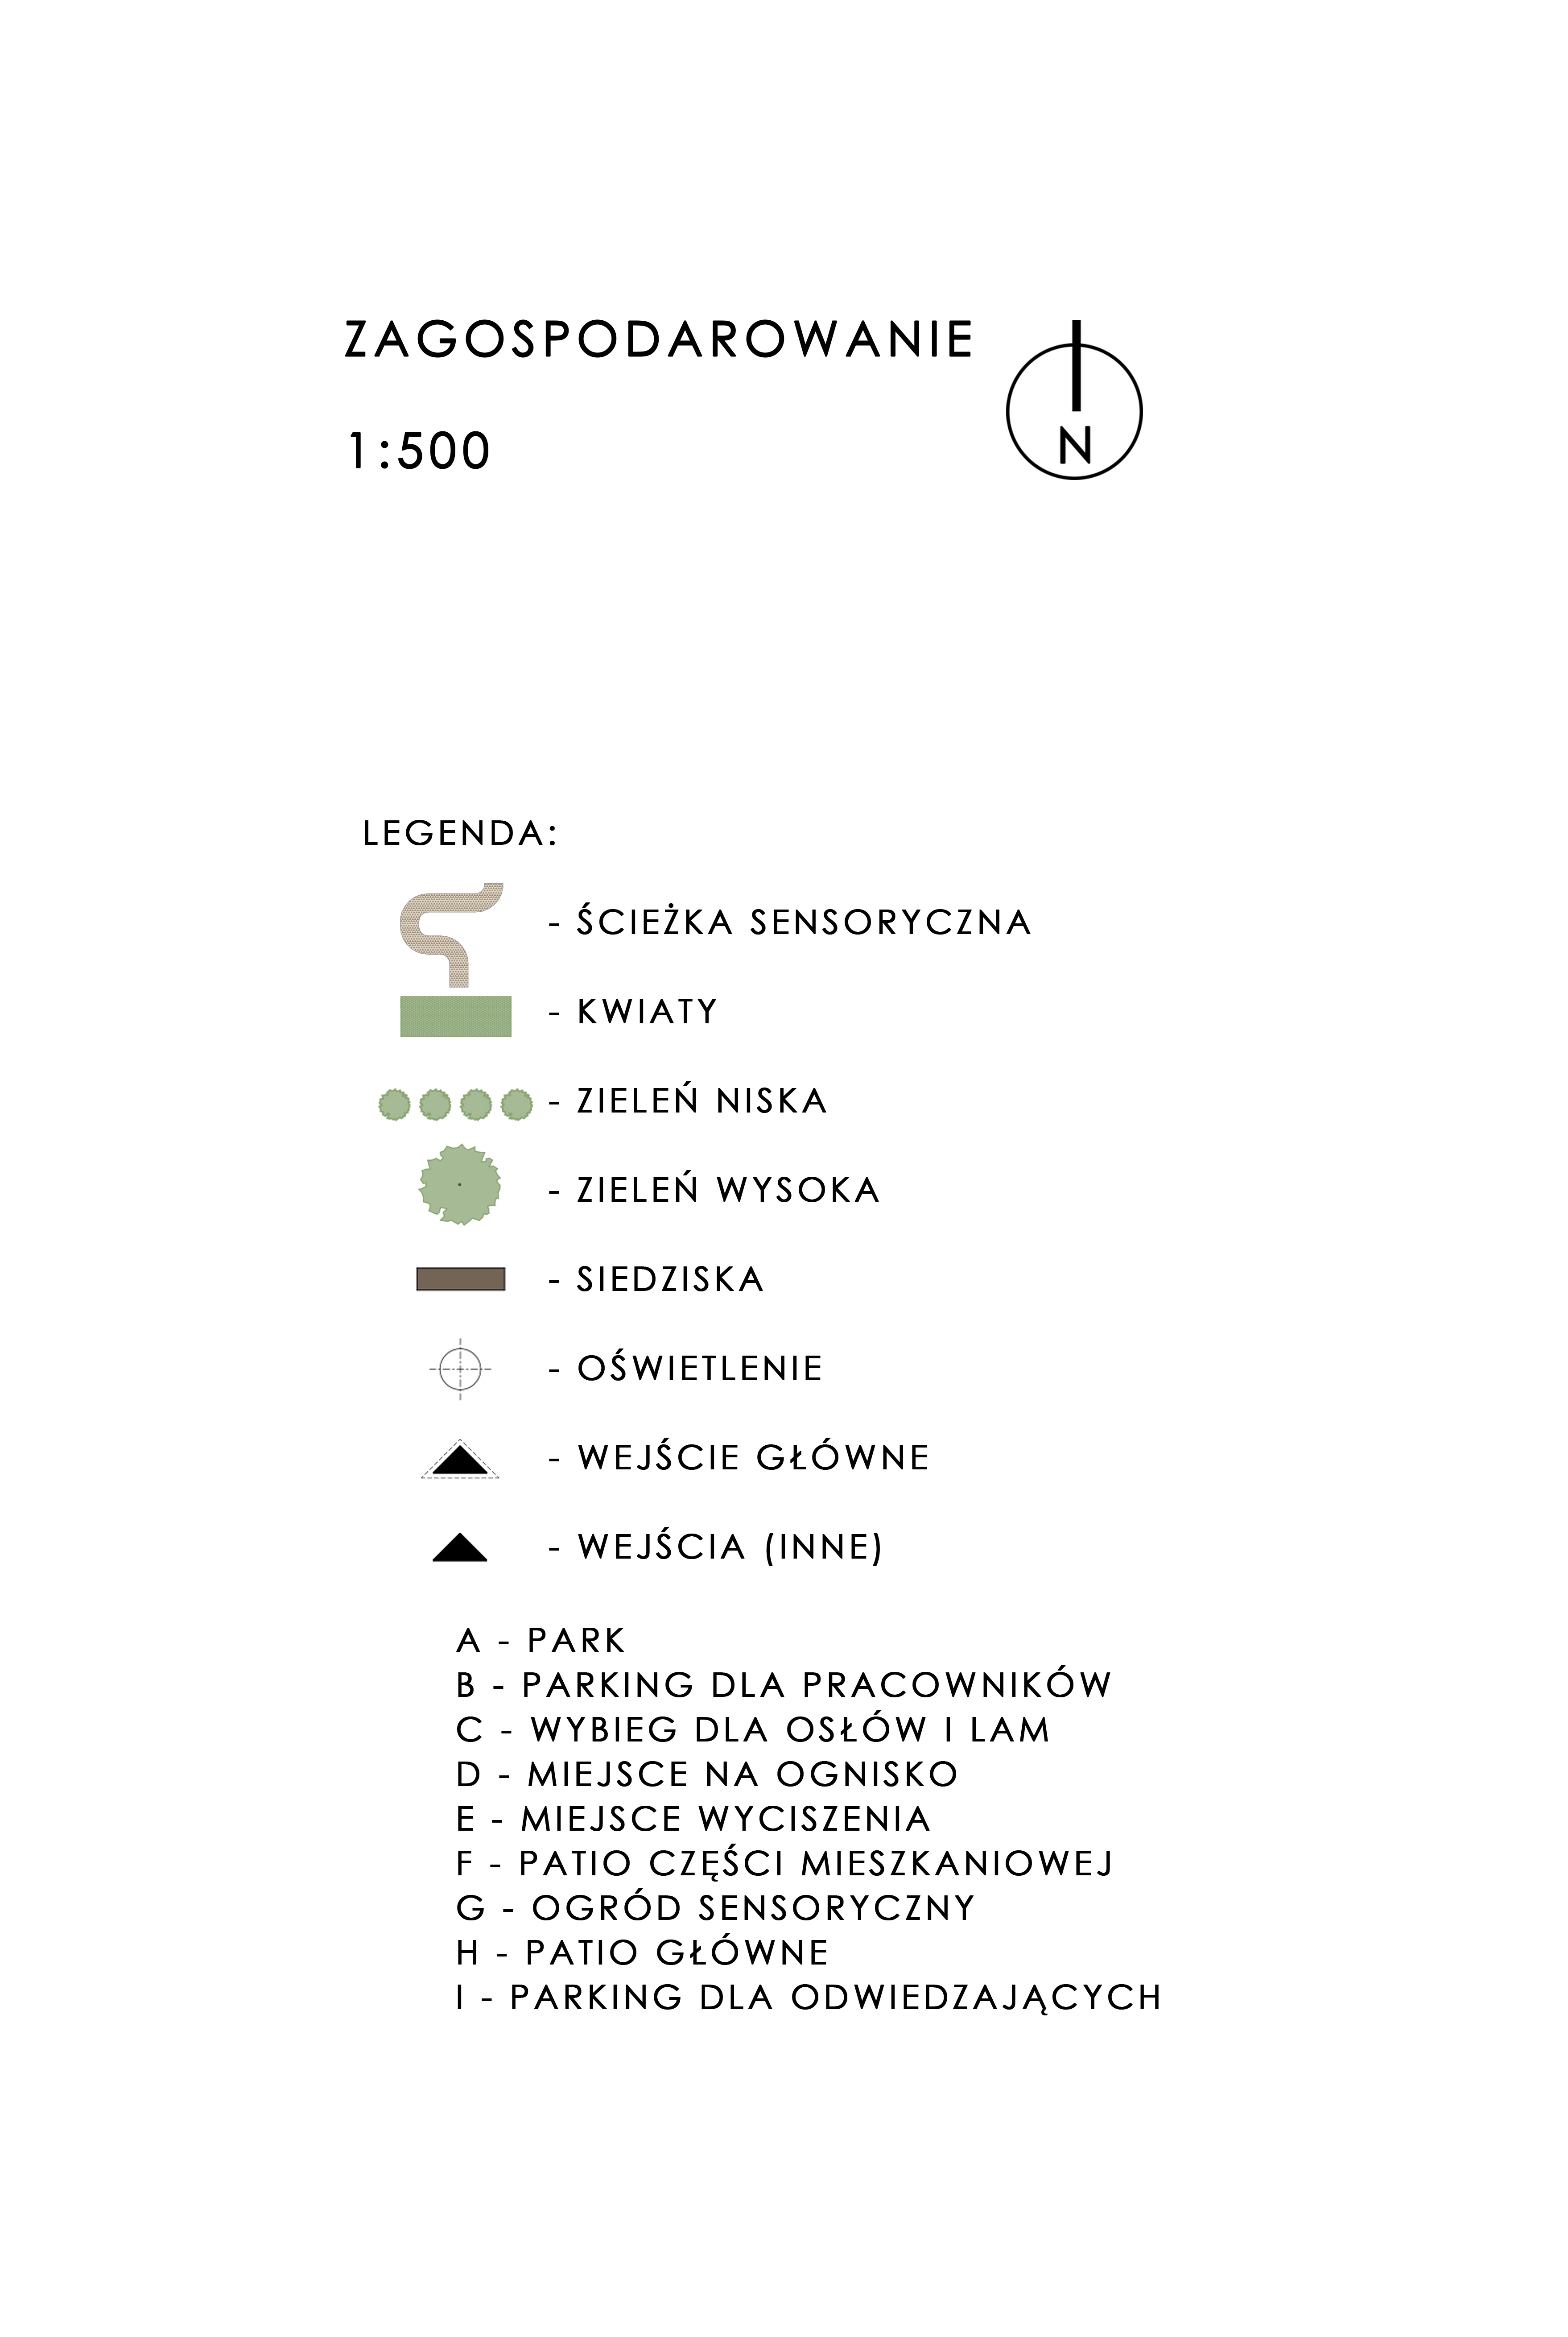 ZAGOSPODAROWANIE
1:500
N
LEGENDA:
- ŚCIEŻKA SENSORYCZNA
- KWIATY
- ZIELEŃ NISKA
- ZIELEŃ WYSOKA
- SIEDZISKA
- OŚWIETLENIE
- WEJŚCIE GŁÓWNE
- WEJŚCIA (INNE)
A - PARK
B - PARKING DLA PRACOWNIKÓW
C - WYBIEG DLA OSŁÓW I LAM
D - MIEJSCE NA OGNISKO
E - MIEJSCE WYCISZENIA
F - PATIO CZĘŚCI MIESZKANIOWEJ
G - OGRÓD SENSORYCZNY
H - PATIO GŁÓWNE
I - PARKING DLA ODWIEDZAJĄCYCH